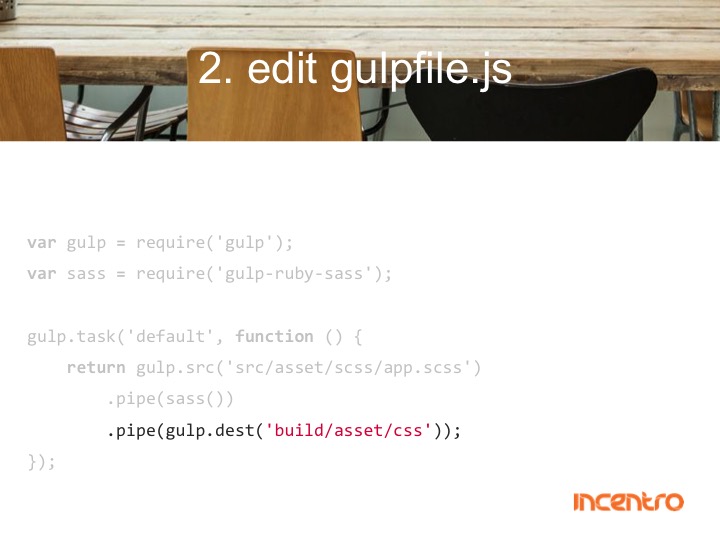 2. edit gulpfile.js
var gulp = require('gulp');
var sass = require('gulp-ruby-sass');
gulp.task('default', function () {
    return gulp.src('src/asset/scss/app.scss')
        .pipe(sass())
        .pipe(gulp.dest('build/asset/css'));
});
incentro